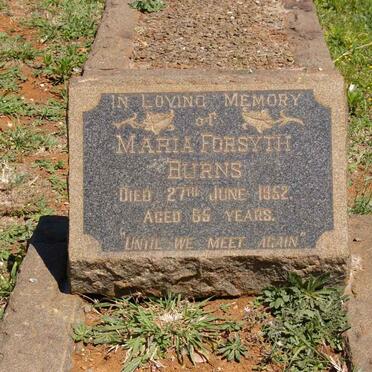 In Loving Memory
of
Maria Forsyth
Burns
Died 27th June 1952.
Aged 65 years.
"Until we meet again"